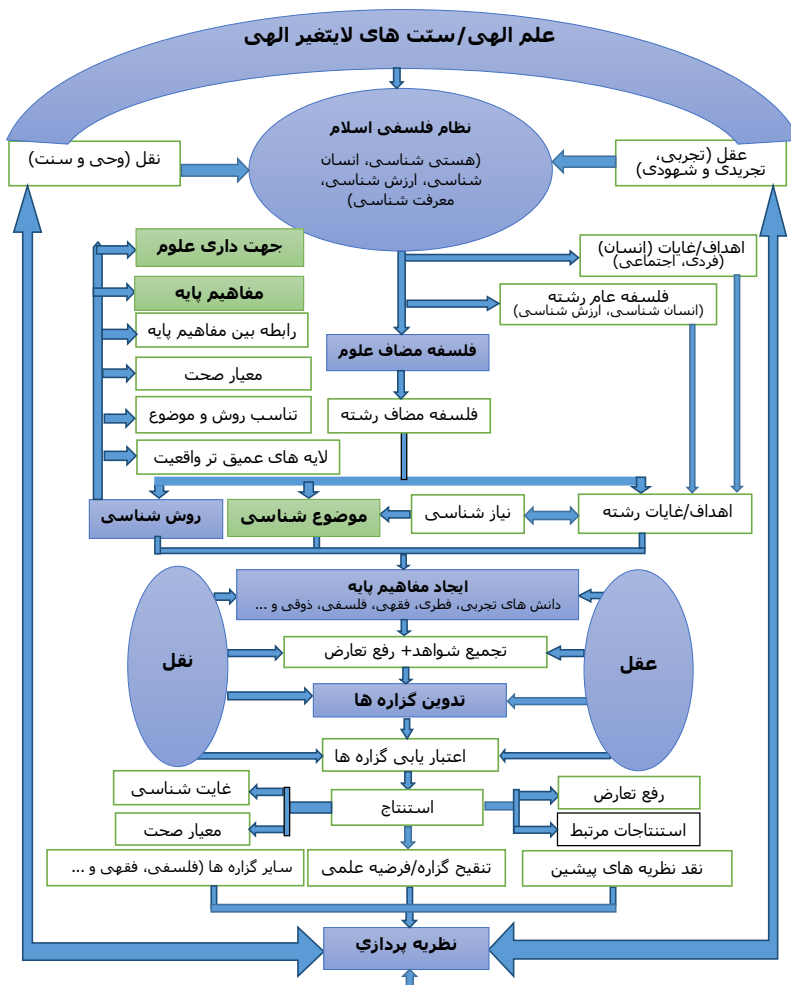 علم الهی/سنّت های لایتّغیر الهی
نظام فلسفی اسلام
(هستی شناسی، انسان
شناسی، ارزش شناسی،
معرفت شناسی)
عقل (تجربی،
تجریدی و شهودی)
نقل (وحی و سنت)
اهداف/غایات (انسان)
(فردی، اجتماعی)
فلسفه عام رشته
(انسان شناسی، ارزش شناسی)
جهت داری علوم
مفاهیم پایه
رابطه بین مفاهیم پایه
معیار صحت
تناسب روش و موضوع
لایه های عمیق تر واقعیت
فلسفه مضاف علوم
فلسفه مضاف رشته
اهداف/غایات رشته
نیاز شناسی
موضوع شناسی
روش شناسی
ایجاد مفاهیم پایه
دانش های تجربی، فطری، فقهی، فلسفی، ذوقی و ...
عقل
نقل
تجمیع شواهد+ رفع تعارض
تدوین گزاره ها
اعتبار یابی گزاره ها
استنتاج
رفع تعارض
استنتاجات مرتبط
غایت شناسی
معیار صحت
نقد نظریه های پیشین
تنقیح گزاره/فرضیه علمی
سایر گزاره ها (فلسفی، فقهی و ...
نظریه پردازي